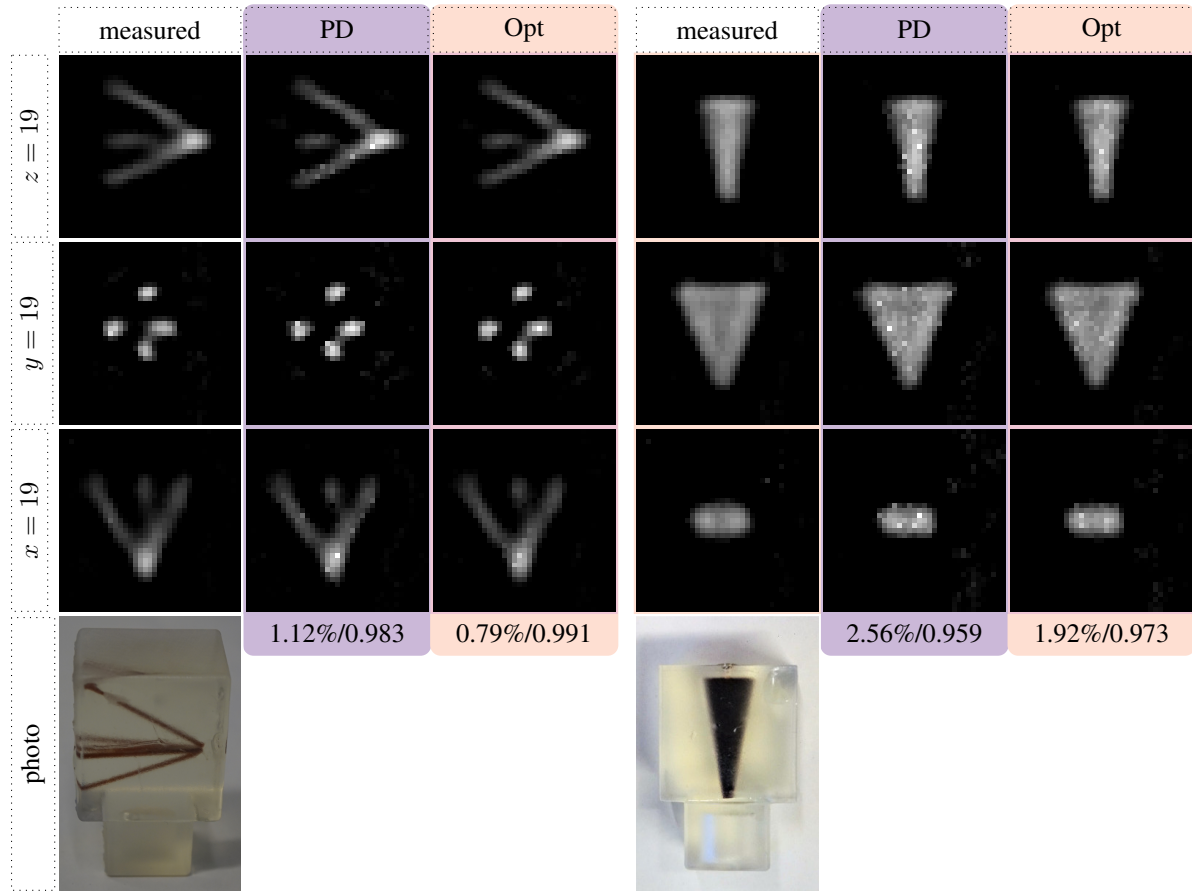 measured PD Opt measured PD Opt
z = 19
y = 19
x = 19
1.12%/0.983 0.79%/0.991 2.56%/0.959 1.92%/0.973
photo